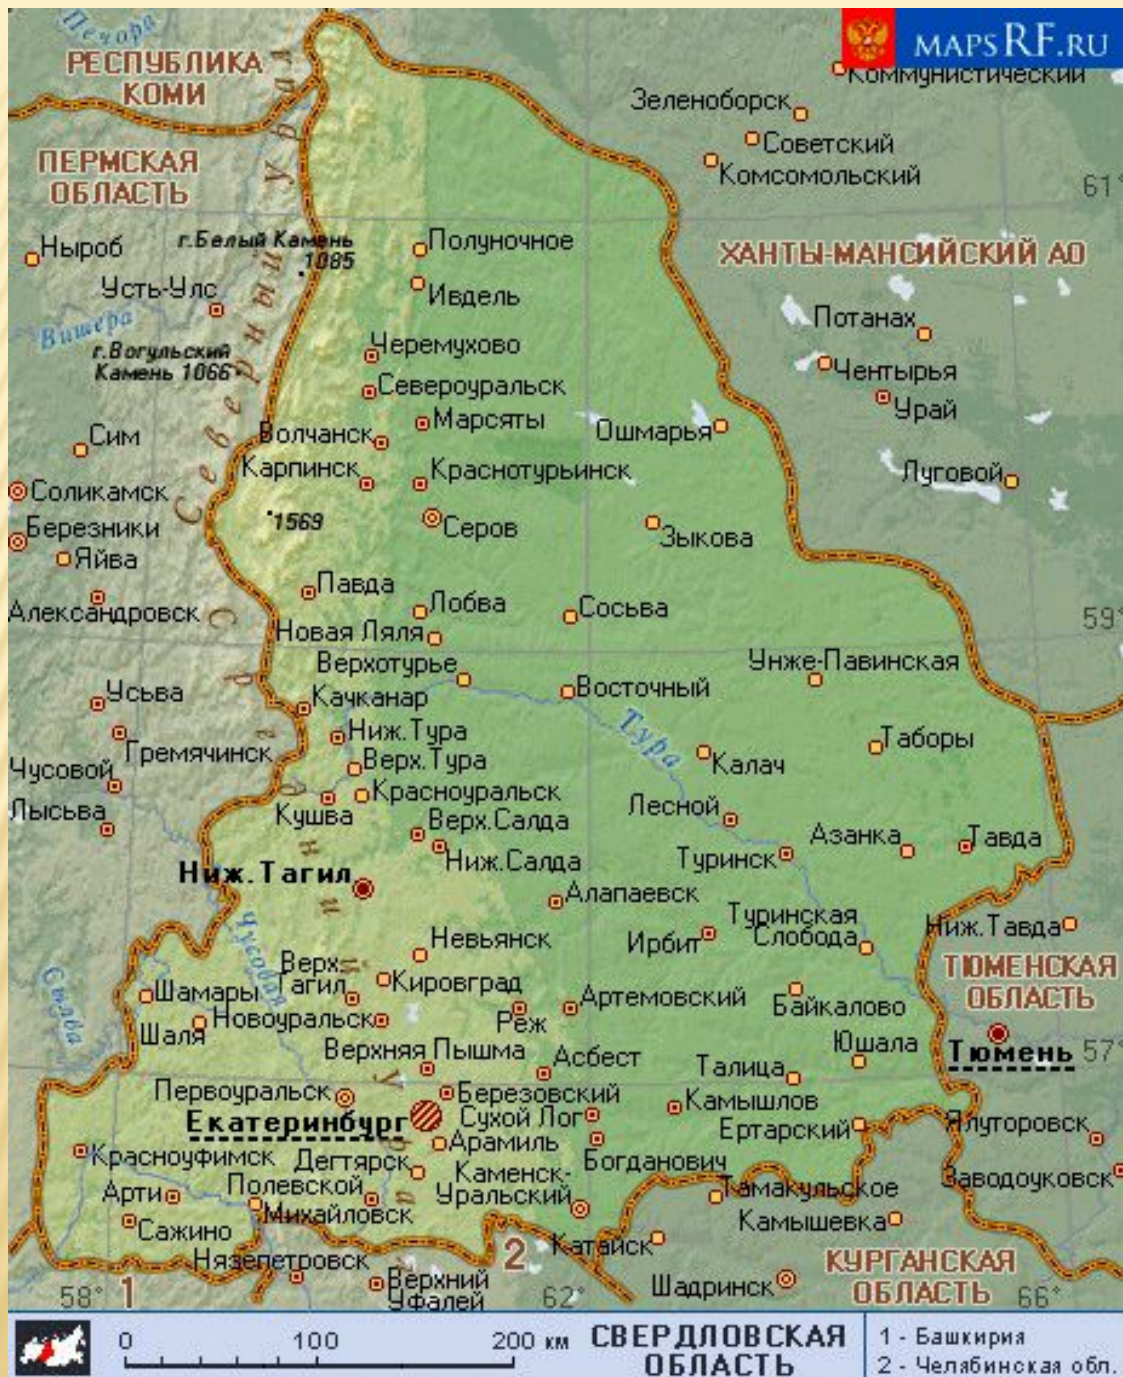 Печора
MAPSRF.RU
РЕСПУБЛИКА
КОМИ
Коммунистический
Зеленоборск
Советский
Комсомольский
ПЕРМСКАЯ
ОБЛАСТЬ
61°
Северный Урал
Ныроб
г.Белый Камень
1085
Полуночное
ХАНТЫ-МАНСИЙСКИЙ АО
Усть-Улс
Ивдель
Вишера
Потанах
г.Вогульский
Камень 1066
Черемухово
Чентырья
Североуральск
Урай
Марсяты
Сим
Волчанск
Ошмарья
Карпинск
Краснотурьинск
Луговой
Соликамск
1569
Серов
Березники
Зыкова
Яйва
Павда
Александровск
Лобва
Сосьва
59°
Средний Урал
Новая Ляля
Верхотурье
Унже-Павинская
Усьва
Качканар
Восточный
Гремячинск
Ниж.Тура
Тура
Таборы
Верх.Тура
Калач
Чусовой
Красноуральск
Лысьва
Кушва
Верх.Салда
Лесной
Азанка
Тавда
Ниж.Салда
Туринск
Ниж.Тагил
Алапаевск
Чусовая
Туринская
Слобода
Невьянск
Ирбит
Ниж.Тавда
Верх.
Тагил
Кировград
ТЮМЕНСКАЯ
ОБЛАСТЬ
Сылва
Шамары
Артемовский
Байкалово
Шаля
Новоуральск
Реж
Юшала
Верхняя Пышма
Асбест
Тюмень
57°
Талица
Первоуральск
Березовский
Камышлов
Екатеринбург
Сухой Лог
Ертарский
Ялуторовск
Арамиль
Красноуфимск
Дегтярск
Богданович
Каменск-
Уральский
Заводоуковск
Арти
Полевской
Тамакульское
Михайловск
Камышевка
Сажино
Катайск
Нязепетровск
2
КУРГАНСКАЯ
ОБЛАСТЬ
Верхний
Уфалей
Шадринск
58°
1
62°
66°
0 100 200 км
СВЕРДЛОВСКАЯ
ОБЛАСТЬ
1 - Башкирия
2 - Челябинская обл.